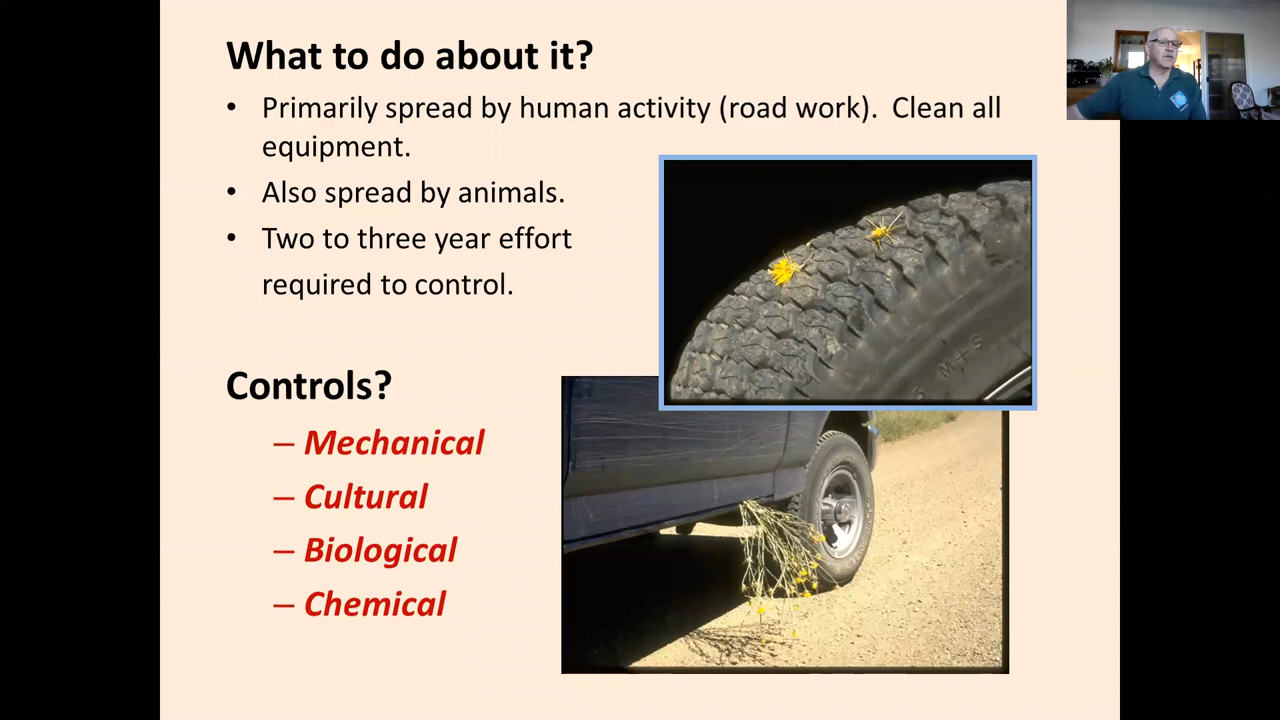 What to do about it?
• Primarily spread by human activity (road work).  Clean all
equipment.
• Also spread by animals.
• Two to three year effort
required to control.
Controls?
– Mechanical
– Cultural
– Biological
– Chemical
M+S